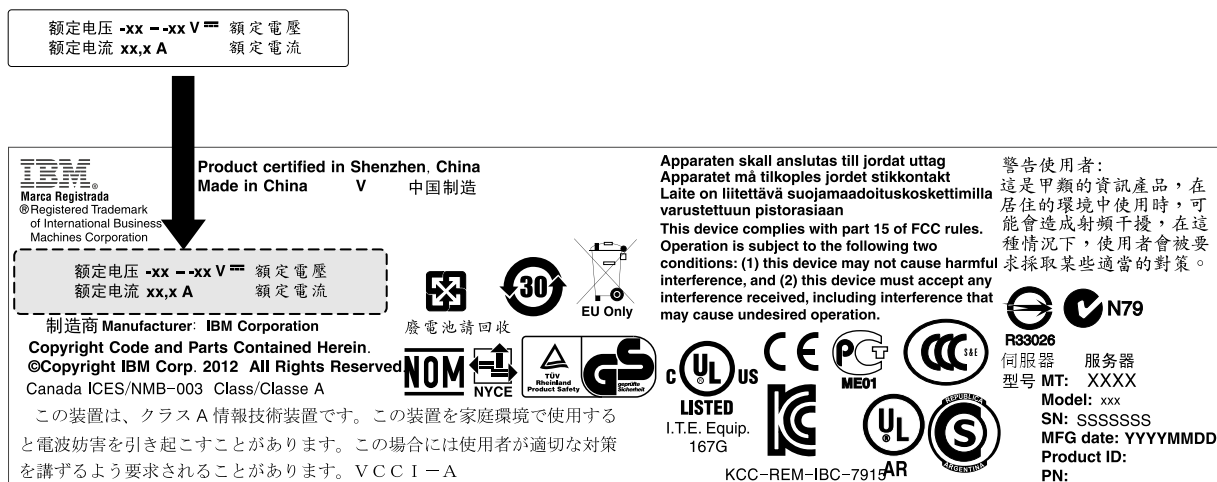 额定电压 -xx – -xx V 額定電壓
额定电流 xx,x A 額定電流
IBM®
Marca Registrada
® Registered Trademark
of International Business
Machines Corporation
Product certified in Shenzhen, China
Made in China V 中国制造
额定电压 -xx – -xx V 額定電壓
额定电流 xx,x A 額定電流
制造商 Manufacturer: IBM Corporation
Copyright Code and Parts Contained Herein.
©Copyright IBM Corp. 2012 All Rights Reserved
Canada ICES/NMB-003 Class/Classe A
この装置は、クラスA情報技術装置です。この装置を家庭環境で使用する
と電波妨害を引き起こすことがあります。この場合には使用者が適切な対策
を講ずるよう要求されることがあります。VCCI-A
廢電池請回收
30
EU Only
NOM
NYCE
TÜV
Rheinland
Product Safety
GS
geprüfte
Sicherheit
Apparaten skall anslutas till jordat uttag
Apparatet må tilkoples jordet stikkontakt
Laite on liitettävä suojamaadoituskoskettimilla
varustettuun pistorasiaan
This device complies with part 15 of FCC rules.
Operation is subject to the following two
conditions: (1) this device may not cause harmful
interference, and (2) this device must accept any
interference received, including interference that
may cause undesired operation.
C UL US
LISTED
I.T.E. Equip.
167G
CE
PCT
ME01
CCC S&E
KC
KCC-REM-IBC-7915
UL
AR
REPUBLICA
S
ARGENTINA
警告使用者:
這是甲類的資訊產品，在
居住的環境中使用時，可
能會造成射頻干擾，在這
種情況下，使用者會被要
求採取某些適當的對策。
R33026
N79
伺服器 服务器
型号 MT: XXXX
Model: xxx
SN: SSSSSSS
MFG date: YYYYMMDD
Product ID:
PN: